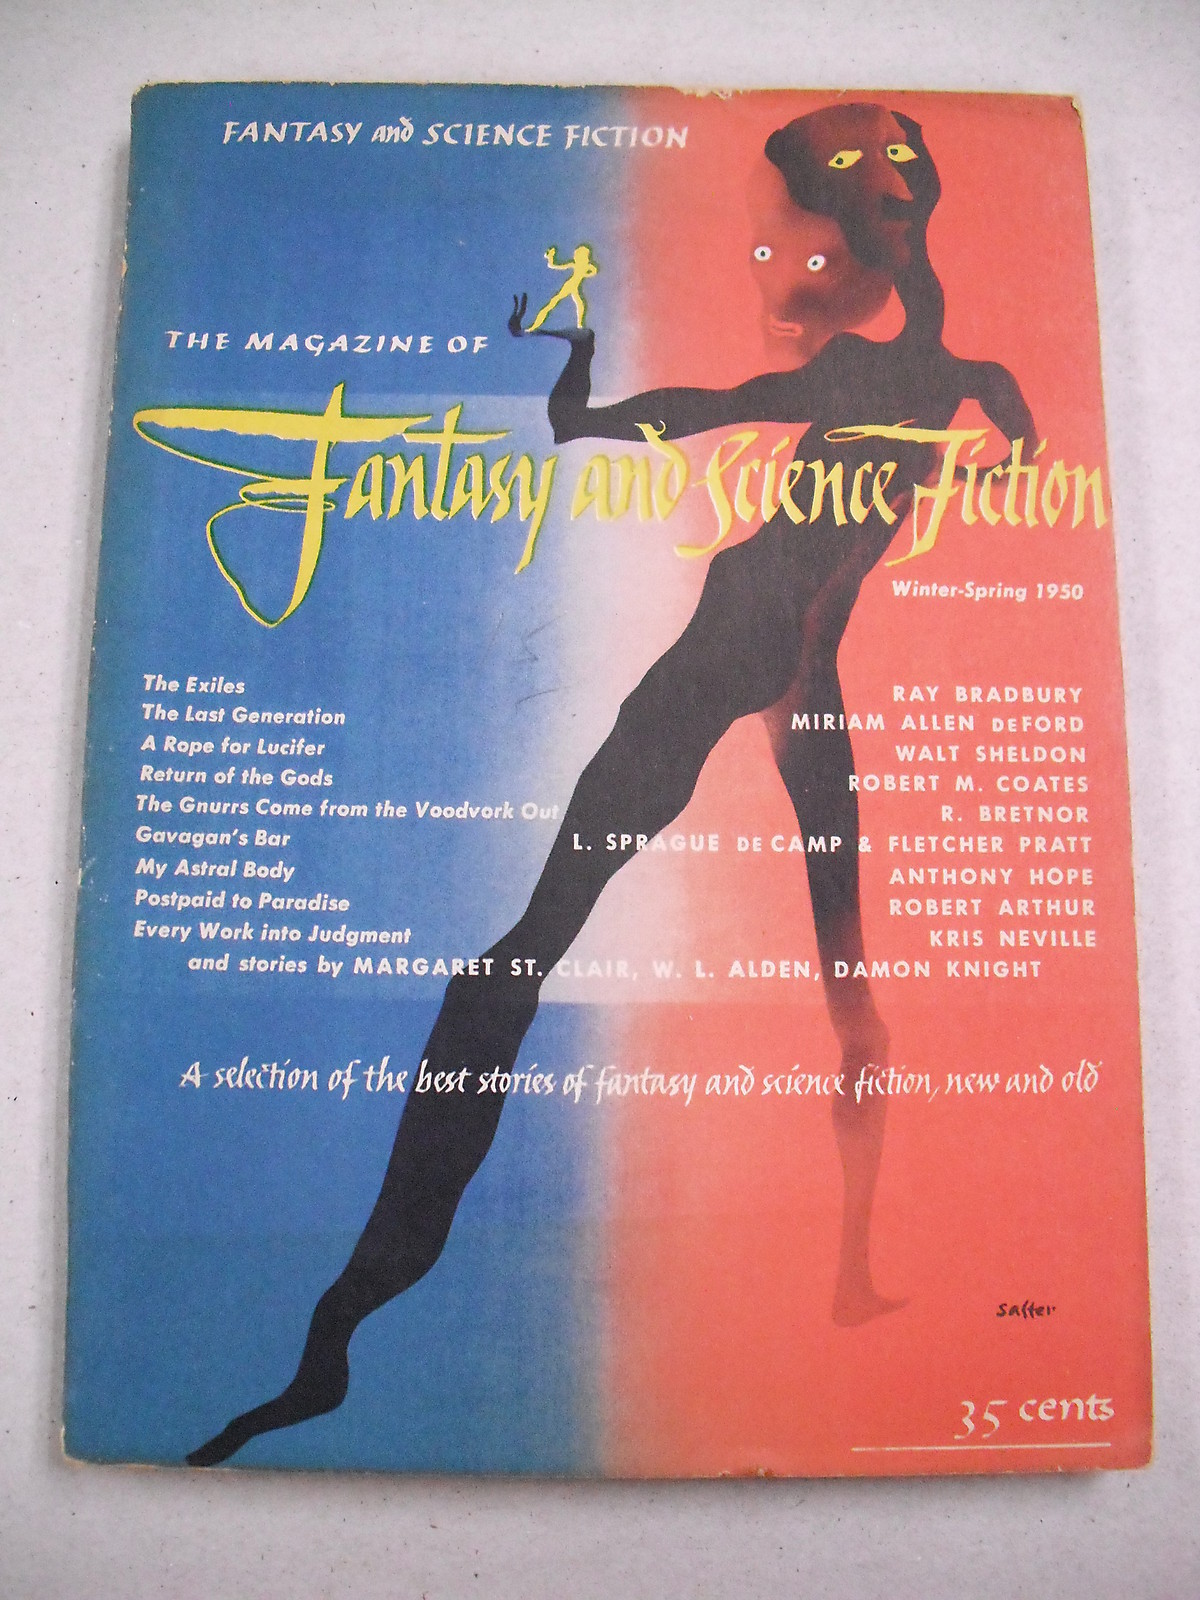 FANTASY and SCIENCE FICTION
THE MAGAZINE OF
Fantasy and Science Fiction
Winter-Spring 1950
The Exiles RAY BRADBURY
The Last Generation MIRIAM ALLEN DEFORD
A Rope for Lucifer WALT SHELDON
Return of the Gods ROBERT M. COATES
The Gnurrs Come from the Voodvork Out R. BRETNOR
Gavagan's Bar L. SPRAGUE DE CAMP & FLETCHER PRATT
My Astral Body ANTHONY HOPE
Postpaid to Paradise ROBERT ARTHUR
Every Work into Judgment KRIS NEVILLE
and stories by MARGARET ST. CLAIR, W. L. ALDEN, DAMON KNIGHT
A selection of the best stories of fantasy and science fiction, new and old
Salter
35 cents